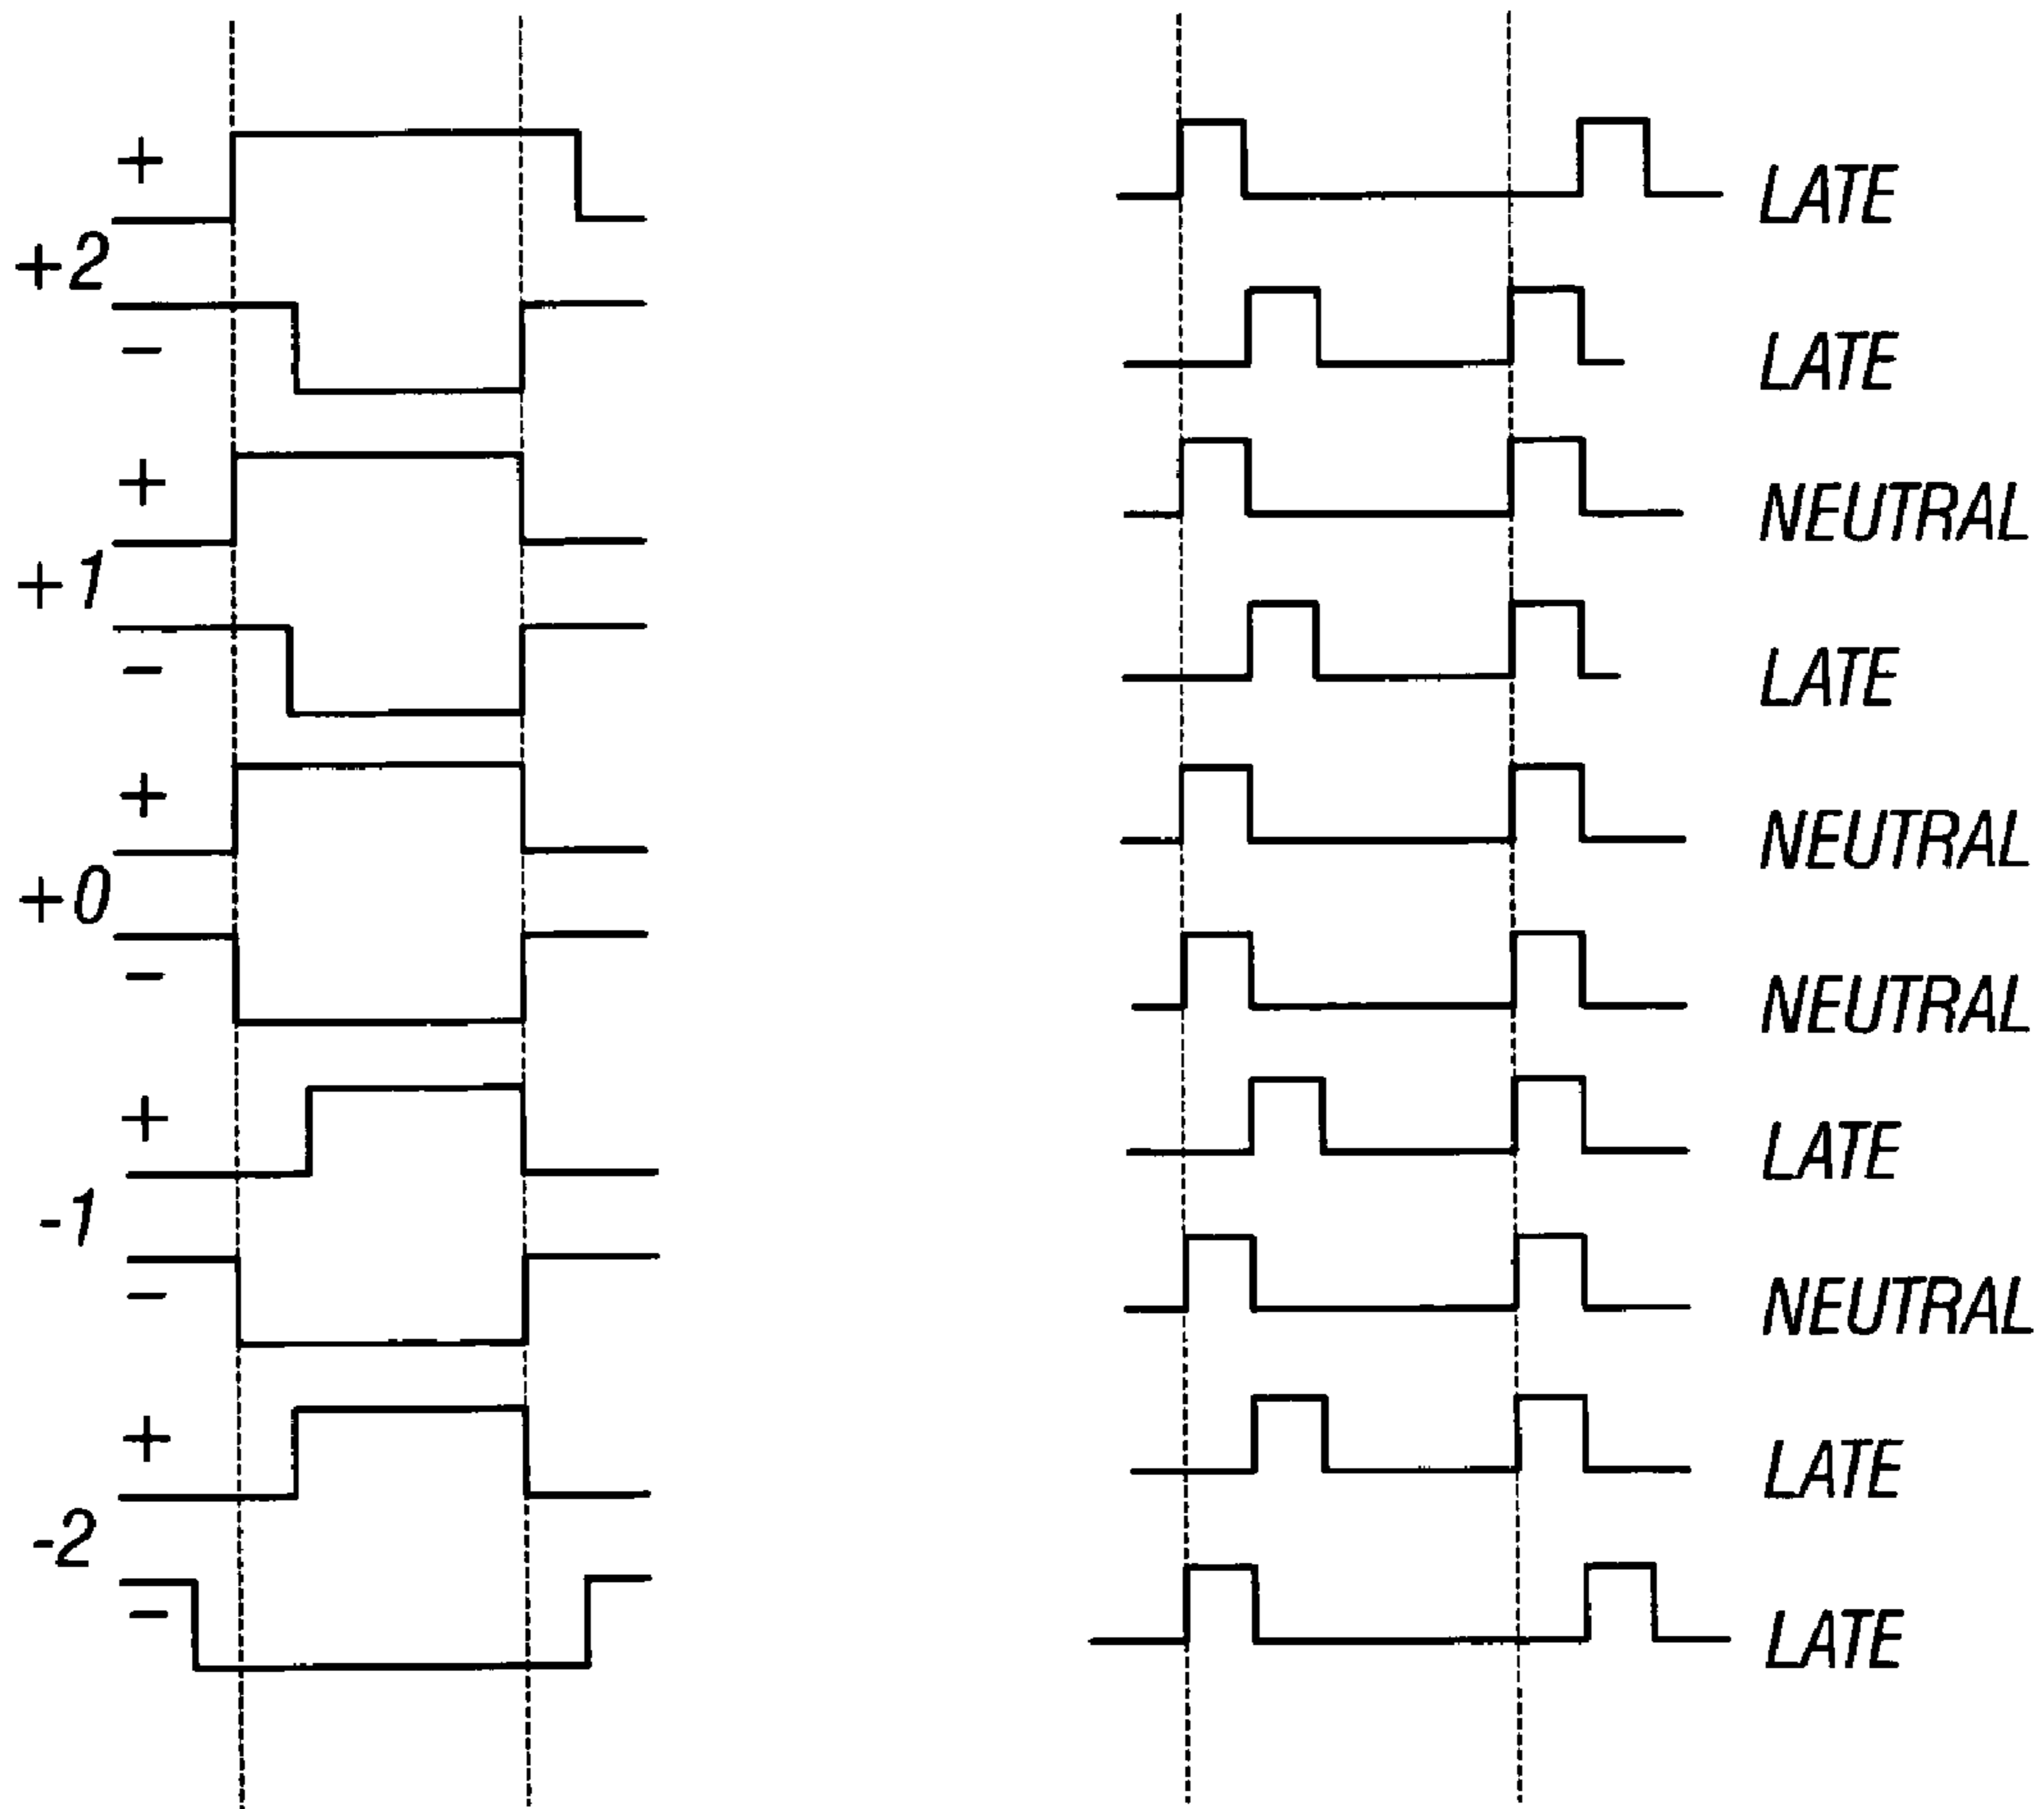 + LATE
+2
- LATE
+ NEUTRAL
+1
- LATE
+ NEUTRAL
+0
- NEUTRAL
+ LATE
-1
- NEUTRAL
+ LATE
-2
- LATE